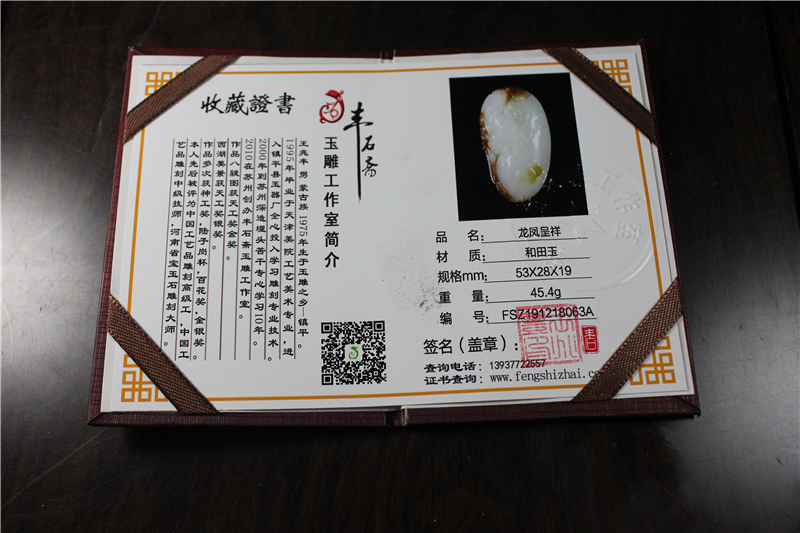 收藏證書
丰石斋
玉雕工作室简介
王兆丰 男 蒙古族 1975年生于玉雕之乡—镇平。
1995年毕业于天津美院工艺美术专业，进
入镇平县玉器厂全心投入学习雕刻专业技术。
2000年到苏州深造埋头苦干专心学习10年。
2010在苏州创办丰石斋玉雕工作室。
作品八骏图获天工奖金奖。
西湖美景获天工奖银奖。
作品多次获神工奖，陆子岗杯，百花奖，金银奖。
本人先后被评为中国工艺品雕刻高级工，中国工
艺品雕刻中级技师，河南省宝玉石雕刻大师。
品 名： 龙凤呈祥
材 质： 和田玉
规格mm： 53X28X19
重 量： 45.4g
编 号： FSZ191218063A
签名（盖章）：
查询电话：13937722557
证书查询：www.fengshizhai.co